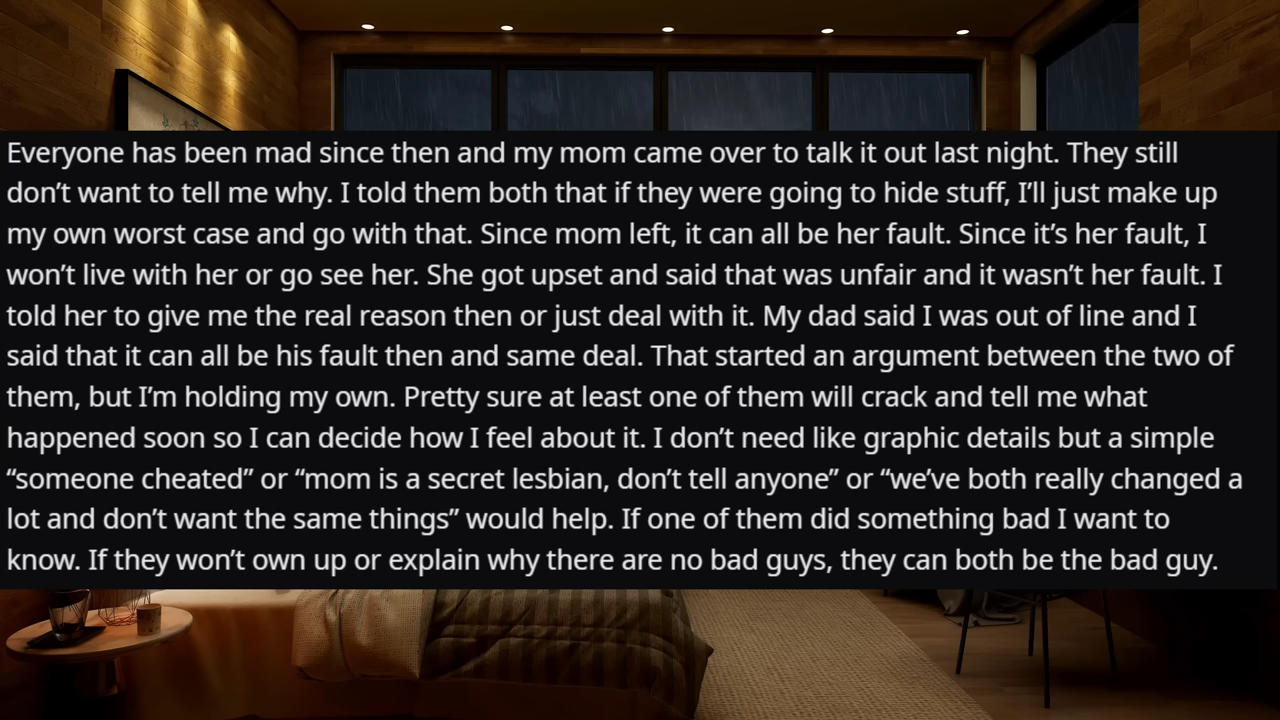 Everyone has been mad since then and my mom came over to talk it out last night. They still
don’t want to tell me why. I told them both that if they were going to hide stuff, I’ll just make up
my own worst case and go with that. Since mom left, it can all be her fault. Since it’s her fault, I
won’t live with her or go see her. She got upset and said that was unfair and it wasn’t her fault. I
told her to give me the real reason then or just deal with it. My dad said I was out of line and I
said that it can all be his fault then and same deal. That started an argument between the two of
them, but I’m holding my own. Pretty sure at least one of them will crack and tell me what
happened soon so I can decide how I feel about it. I don’t need like graphic details but a simple
“someone cheated” or “mom is a secret lesbian, don’t tell anyone” or “we’ve both really changed a
lot and don’t want the same things” would help. If one of them did something bad I want to
know. If they won’t own up or explain why there are no bad guys, they can both be the bad guy.